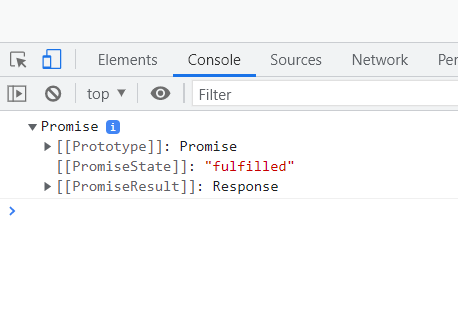 Elements Console Sources Network Per
top Filter
Promise i
[[Prototype]]: Promise
[[PromiseState]]: "fulfilled"
[[PromiseResult]]: Response